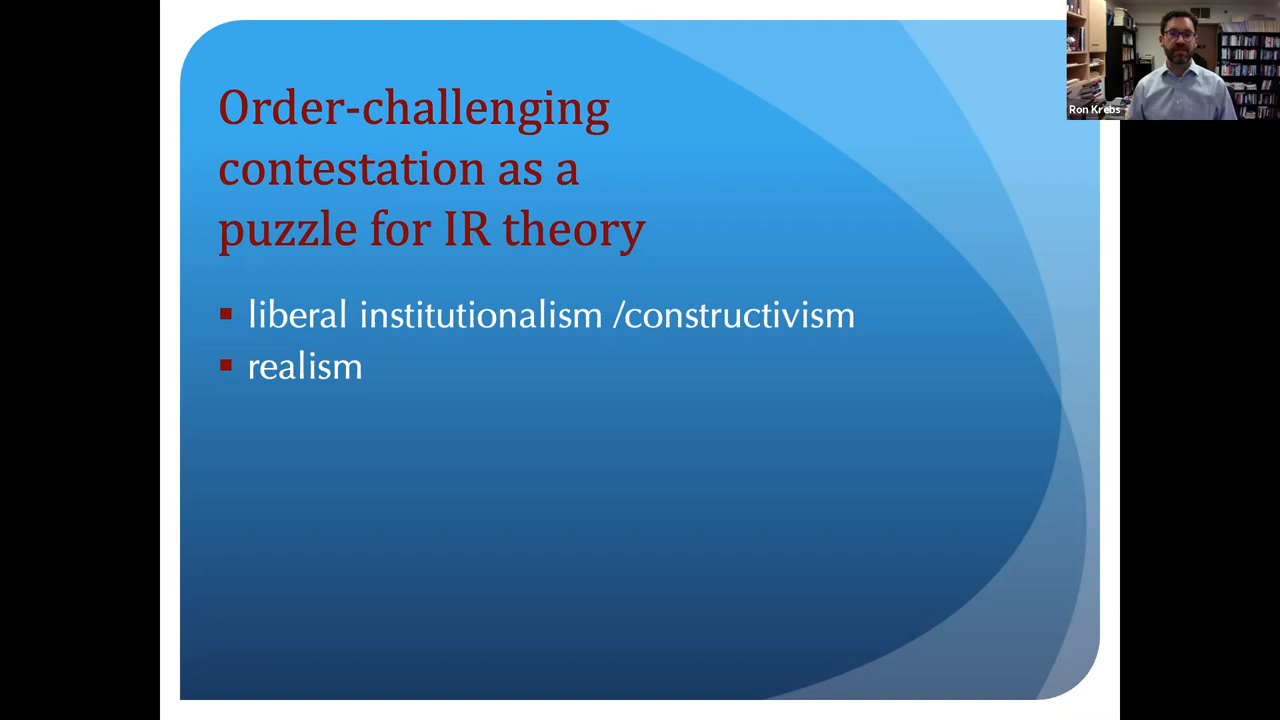 Order-challenging
contestation as a
puzzle for IR theory
▪ liberal institutionalism /constructivism
▪ realism
Ron Krebs